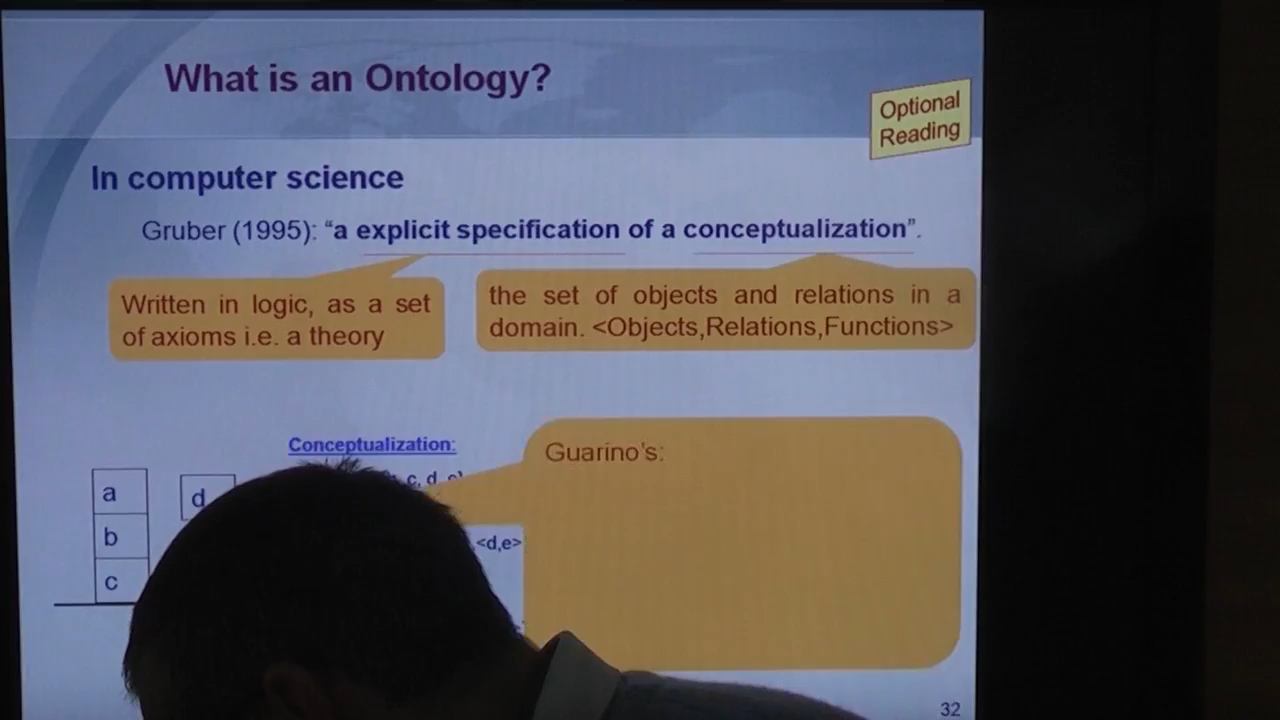 What is an Ontology?
Optional
Reading
In computer science
Gruber (1995): “a explicit specification of a conceptualization”.
Written in logic, as a set
of axioms i.e. a theory
the set of objects and relations in a
domain. <Objects,Relations,Functions>
Conceptualization:
Guarino's:
a
d
c, d
b
<d,e>
c
32